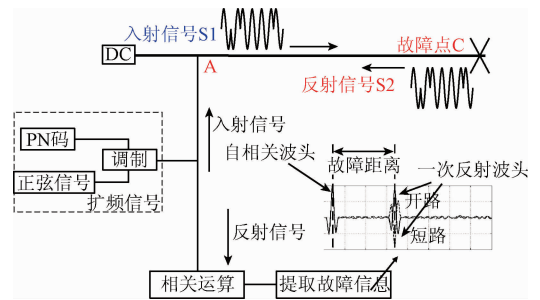 入射信号S1
DC
A
故障点C
反射信号S2
入射信号
PN码
调制
正弦信号
扩频信号
自相关波头
故障距离
一次反射波头
开路
短路
反射信号
相关运算
提取故障信息